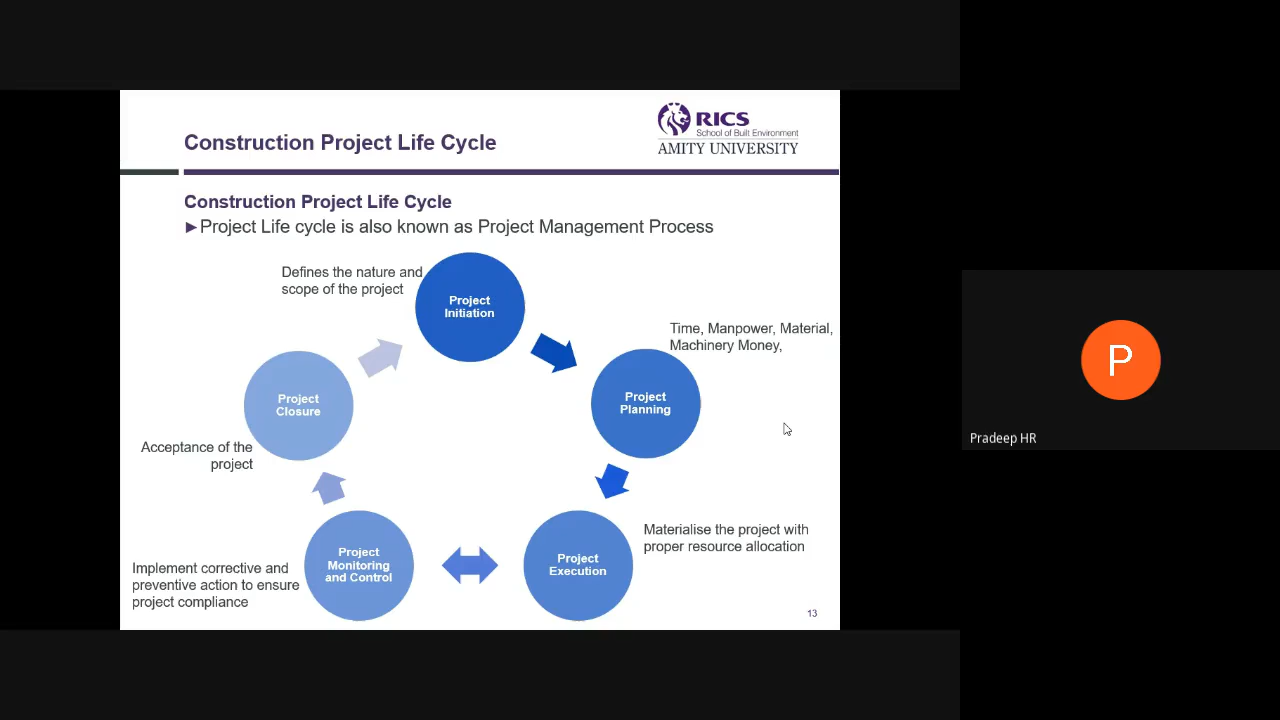 RICS
School of Built Environment
AMITY UNIVERSITY
Construction Project Life Cycle
Construction Project Life Cycle
►Project Life cycle is also known as Project Management Process
Defines the nature and
scope of the project
Project
Initiation
Time, Manpower, Material,
Machinery Money,
Project
Planning
Materialise the project with
proper resource allocation
Project
Execution
Project
Monitoring
and Control
Implement corrective and
preventive action to ensure
project compliance
Project
Closure
Acceptance of the
project
13
P
Pradeep HR